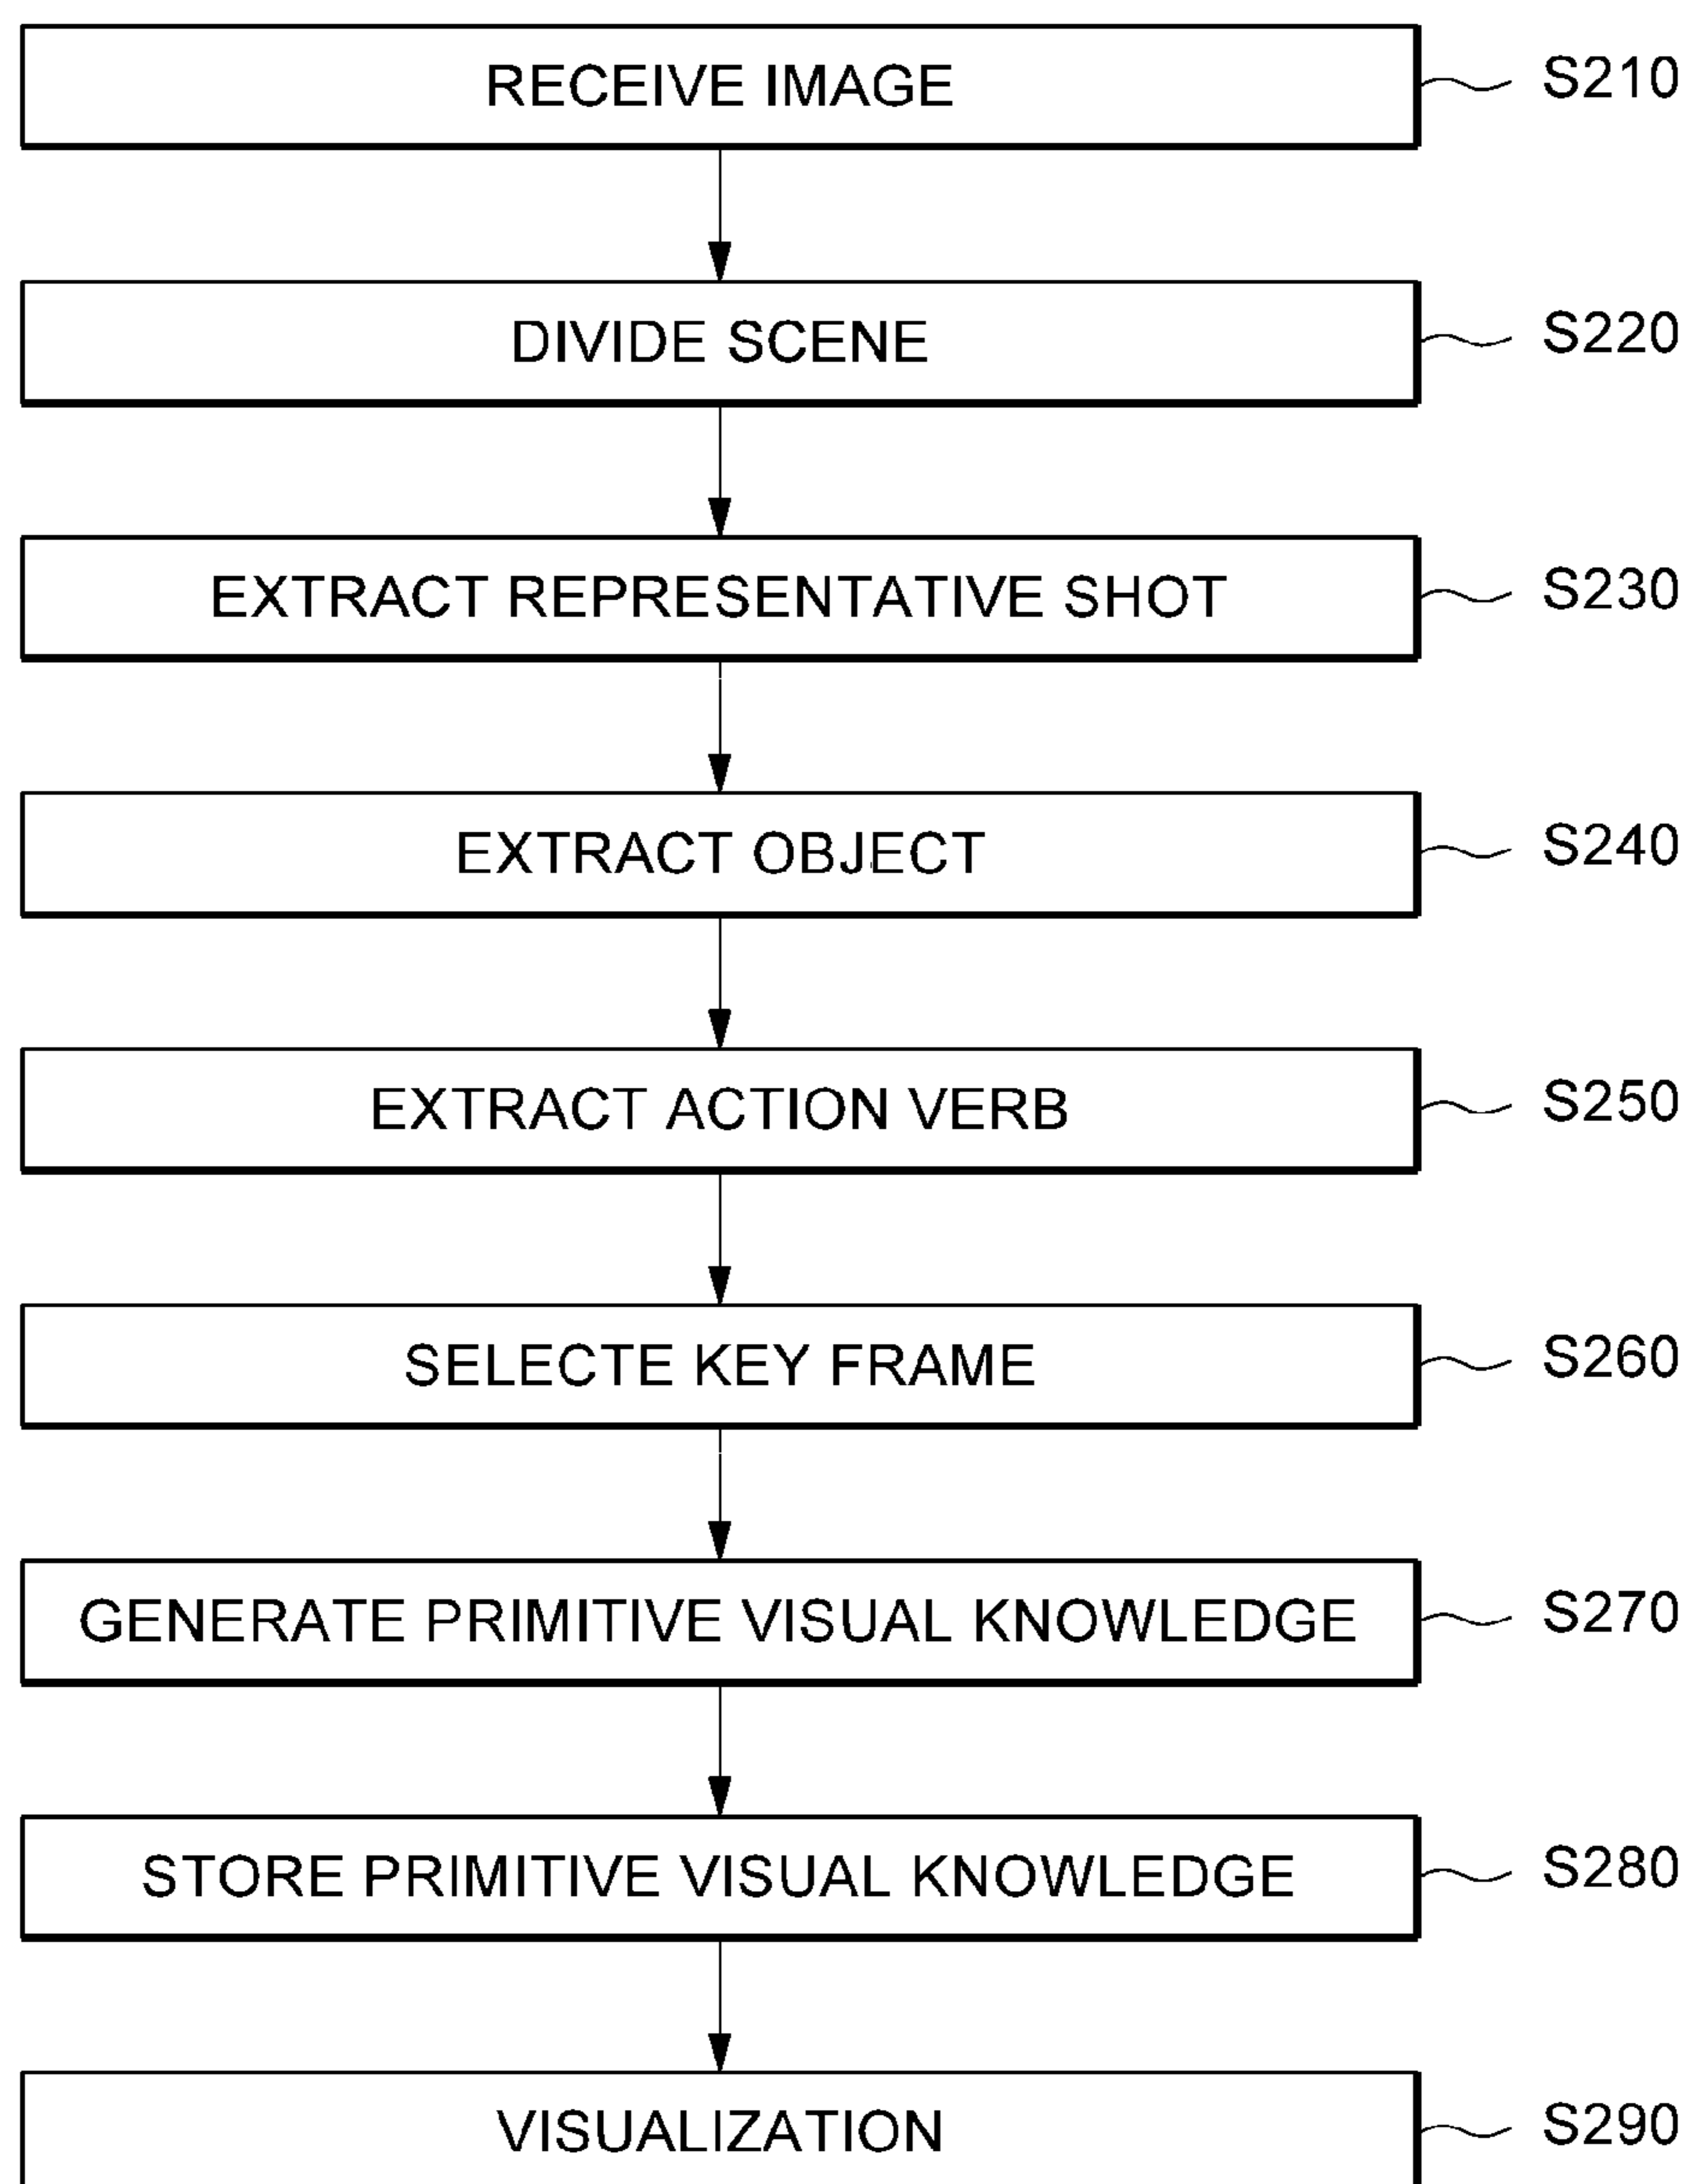 RECEIVE IMAGE S210
DIVIDE SCENE S220
EXTRACT REPRESENTATIVE SHOT S230
EXTRACT OBJECT S240
EXTRACT ACTION VERB S250
SELECTE KEY FRAME S260
GENERATE PRIMITIVE VISUAL KNOWLEDGE S270
STORE PRIMITIVE VISUAL KNOWLEDGE S280
VISUALIZATION S290